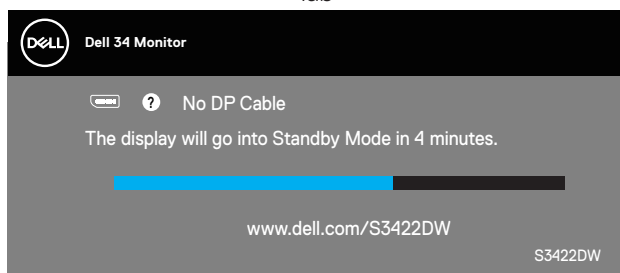 DELL
Dell 34 Monitor
? No DP Cable
The display will go into Standby Mode in 4 minutes.
www.dell.com/S3422DW
S3422DW